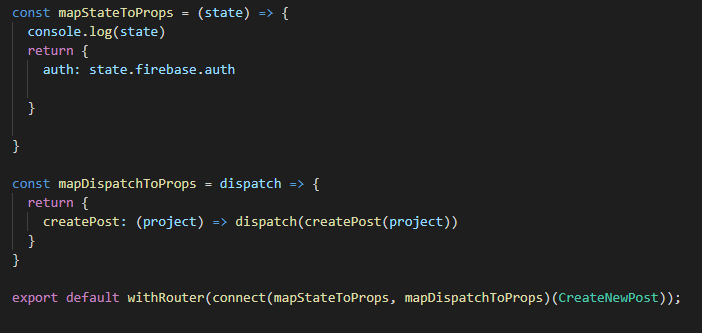 const mapStateToProps = (state) => {
console.log(state)
return {
auth: state.firebase.auth
}
}
const mapDispatchToProps = dispatch => {
return {
createPost: (project) => dispatch(createPost(project))
}
}
export default withRouter(connect(mapStateToProps, mapDispatchToProps)(CreateNewPost));